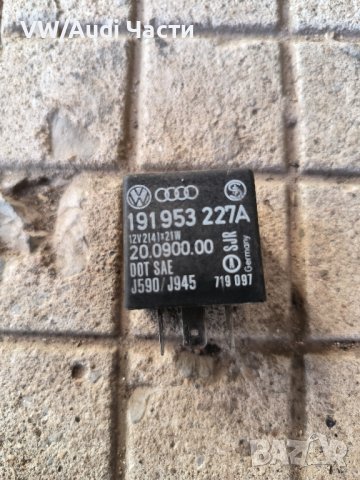 VW/Audi Части
191 953 227A
12V 2(4)×21W
20.0900.00
DOT SAE
J590/J945
SJR
Germany
719 097
BAZAR